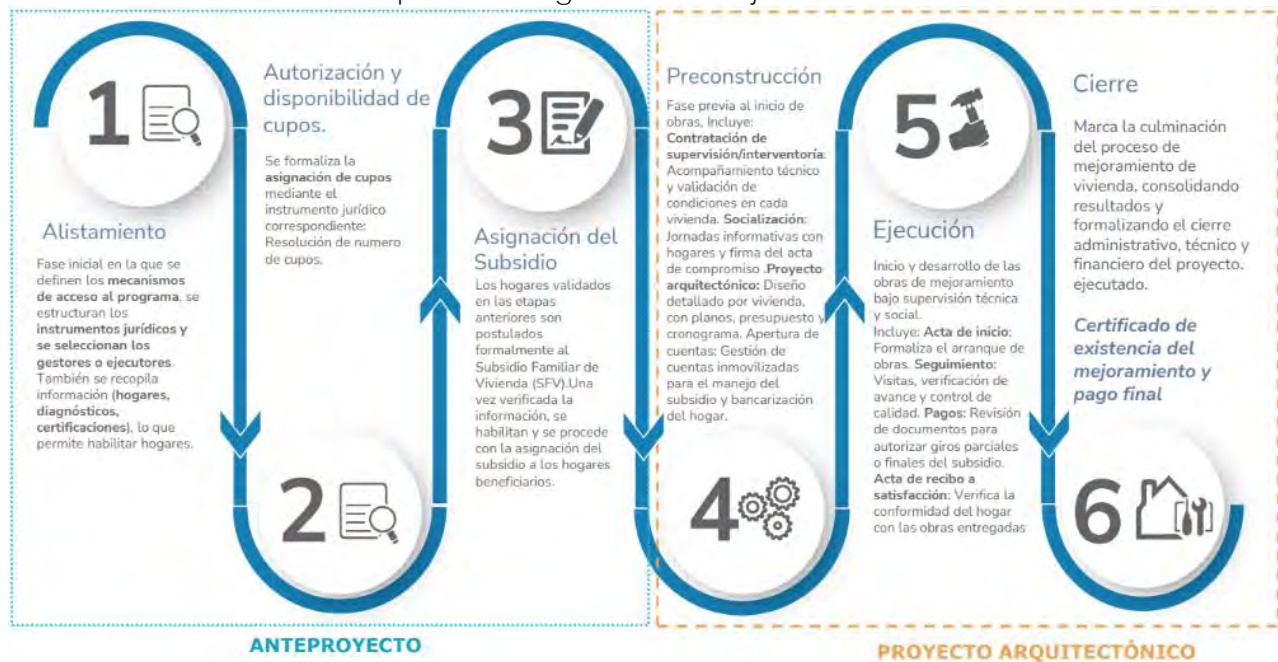 1
Alistamiento
Fase inicial en la que se
definen los mecanismos
de acceso al programa, se
estructuran los
instrumentos jurídicos y
se seleccionan los
gestores o ejecutores.
También se recopila
información (hogares,
diagnósticos,
certificaciones), lo que
permite habilitar hogares.
Autorización y
disponibilidad de
cupos.
Se formaliza la
asignación de cupos
mediante el
instrumento jurídico
correspondiente:
Resolución de numero
de cupos.
2
3
Asignación del
Subsidio
Los hogares validados
en las etapas
anteriores son
postulados
formalmente al
Subsidio Familiar de
Vivienda (SFV).Una
vez verificada la
información, se
habilitan y se procede
con la asignación del
subsidio a los hogares
beneficiarios.
Preconstrucción
Fase previa al inicio de
obras, Incluye:
Contratación de
supervisión/interventoría:
Acompañamiento técnico
y validación de
condiciones en cada
vivienda. Socialización:
Jornadas informativas con
hogares y firma del acta
de compromiso .Proyecto
arquitectónico: Diseño
detallado por vivienda,
con planos, presupuesto y
cronograma. Apertura de
cuentas: Gestión de
cuentas inmovilizadas
para el manejo del
subsidio y bancarización
del hogar.
4
5
Ejecución
Inicio y desarrollo de las
obras de mejoramiento
bajo supervisión técnica
y social.
Incluye: Acta de inicio:
Formaliza el arranque de
obras. Seguimiento:
Visitas, verificación de
avance y control de
calidad. Pagos: Revisión
de documentos para
autorizar giros parciales
o finales del subsidio.
Acta de recibo a
satisfacción: Verifica la
conformidad del hogar
con las obras entregadas
Cierre
Marca la culminación
del proceso de
mejoramiento de
vivienda, consolidando
resultados y
formalizando el cierre
administrativo, técnico y
financiero del proyecto.
ejecutado.
Certificado de
existencia del
mejoramiento y
pago final
6
ANTEPROYECTO
PROYECTO ARQUITECTÓNICO